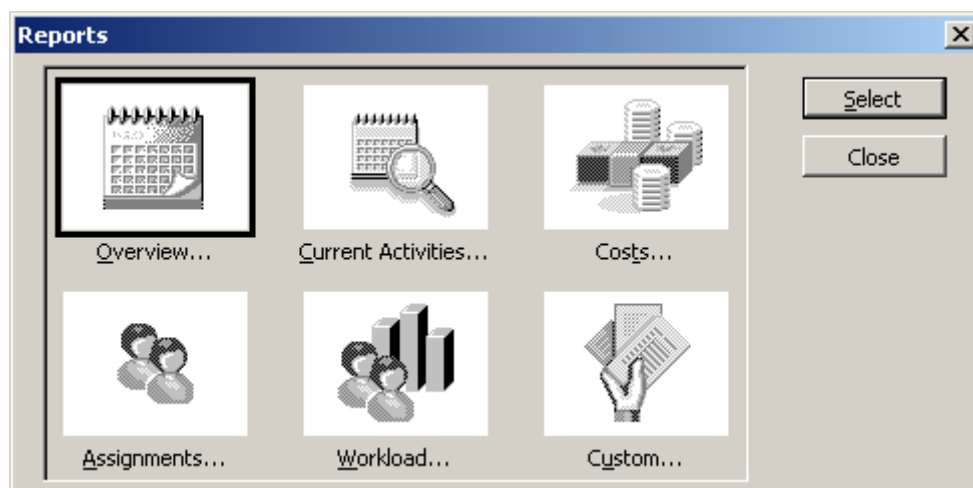 Reports
Select
Close
Overview...
Current Activities...
Costs...
Assignments...
Workload...
Custom...